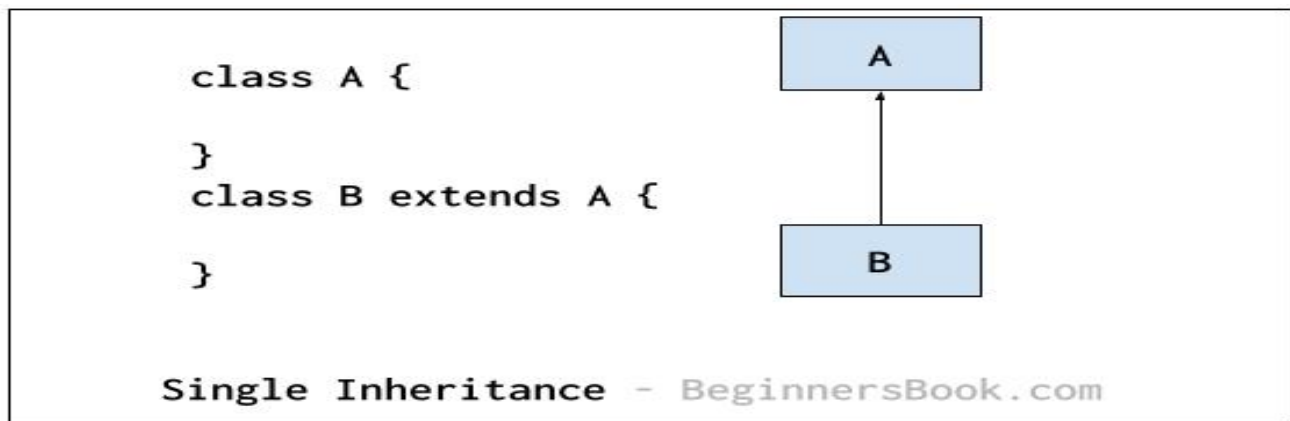 class A {
}
class B extends A {
}
A
B
Single Inheritance - BeginnersBook.com